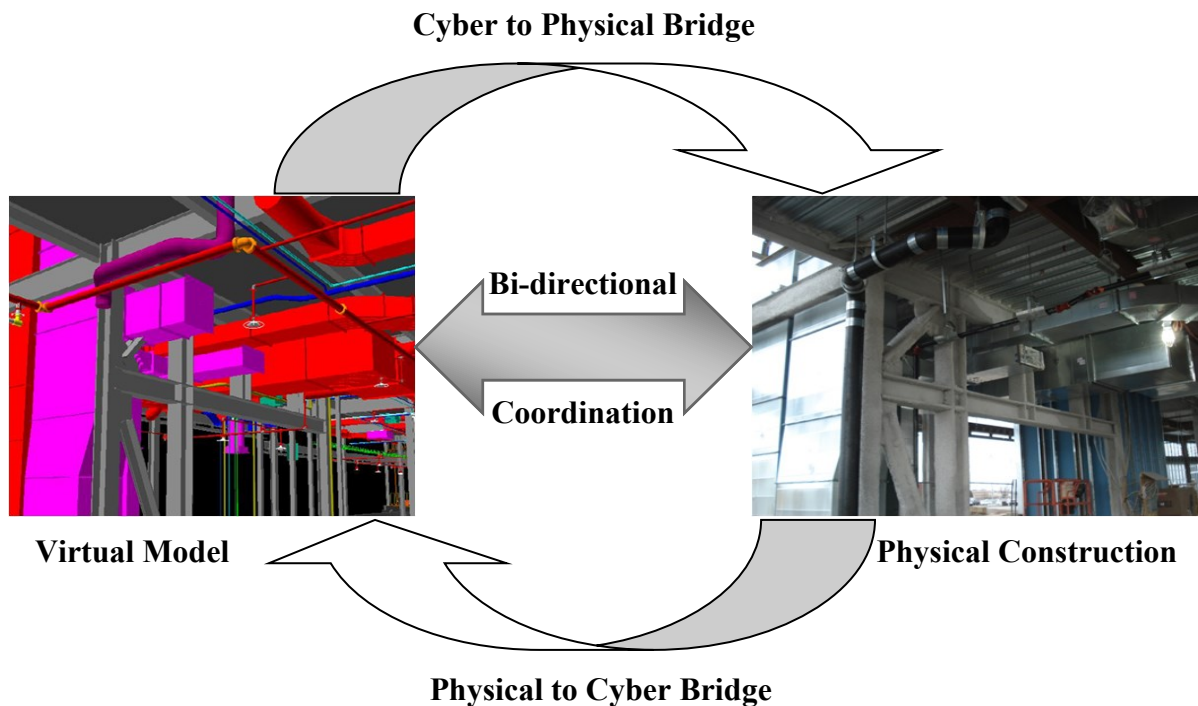 Cyber to Physical Bridge
Bi-directional
Coordination
Virtual Model
Physical Construction
Physical to Cyber Bridge